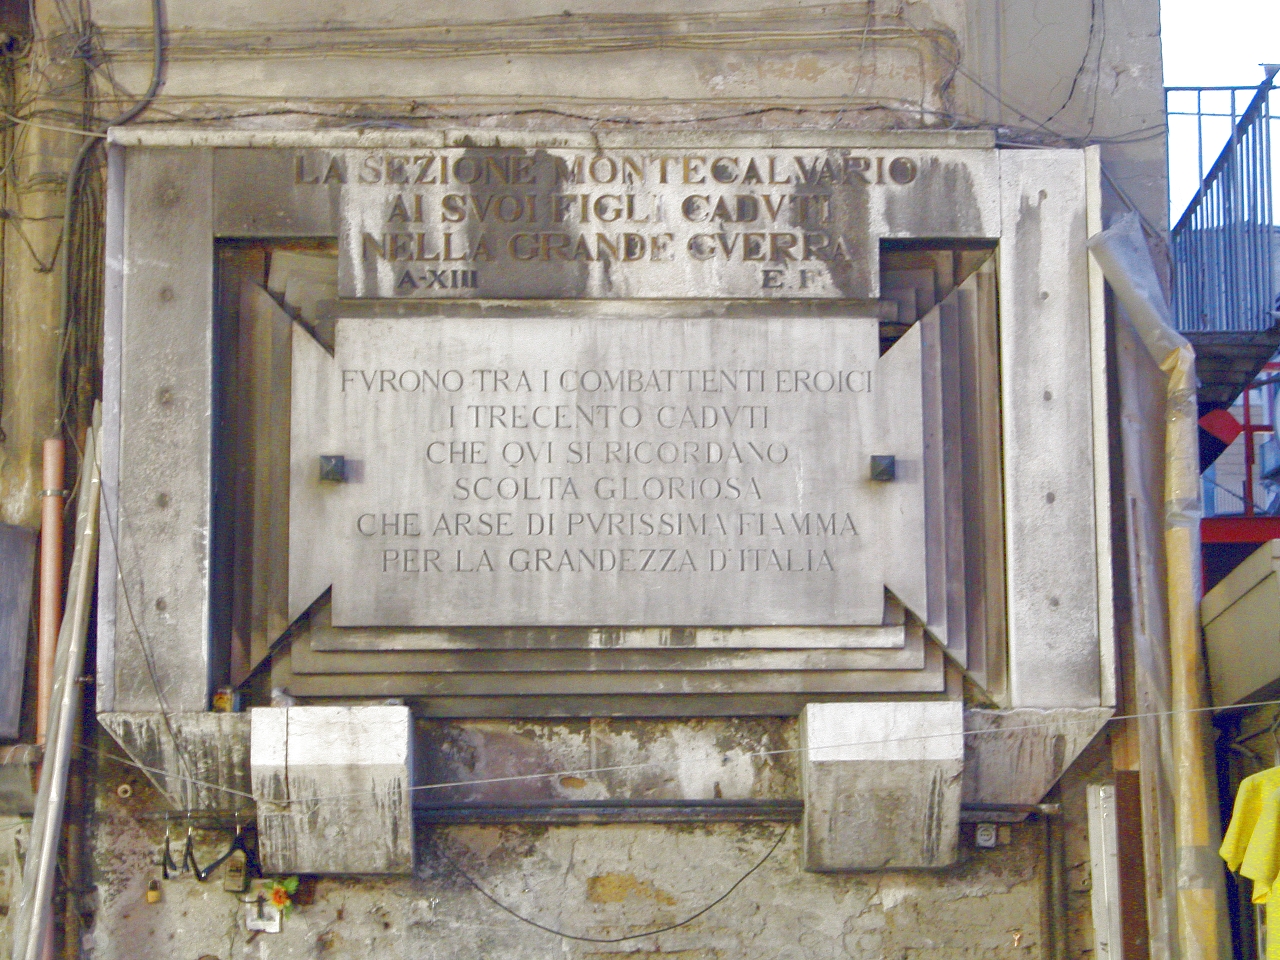 LA SEZIONE MONTECALVARIO
AI SVOI FIGLI CADVTI
NELLA GRANDE GVERRA
A·XIII E.F.
FVRONO TRA I COMBATTENTI EROICI
I TRECENTO CADVTI
CHE QVI SI RICORDANO
SCOLTA GLORIOSA
CHE ARSE DI PVRISSIMA FIAMMA
PER LA GRANDEZZA D'ITALIA